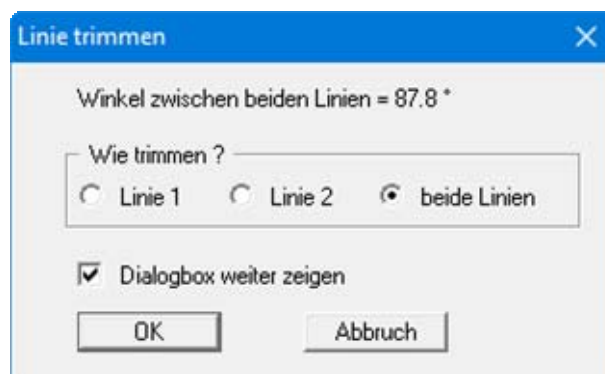 Linie trimmen
Winkel zwischen beiden Linien = 87.8 °
Wie trimmen ?
Linie 1 Linie 2 beide Linien
Dialogbox weiter zeigen
OK Abbruch